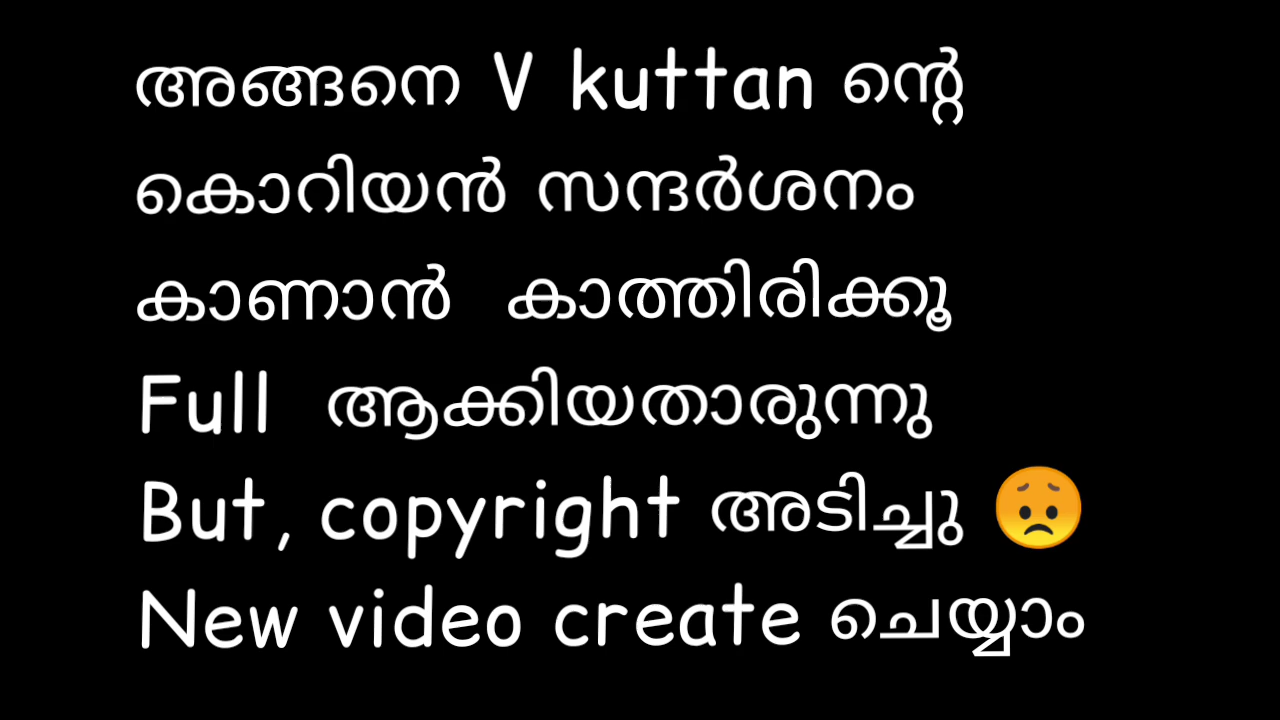 അങ്ങനെ V kuttan ന്റെ
കൊറിയൻ സന്ദർശനം
കാണാൻ കാത്തിരിക്കൂ
Full ആക്കിയതാരുന്നു
But, copyright അടിച്ചു 😞
New video create ചെയ്യാം